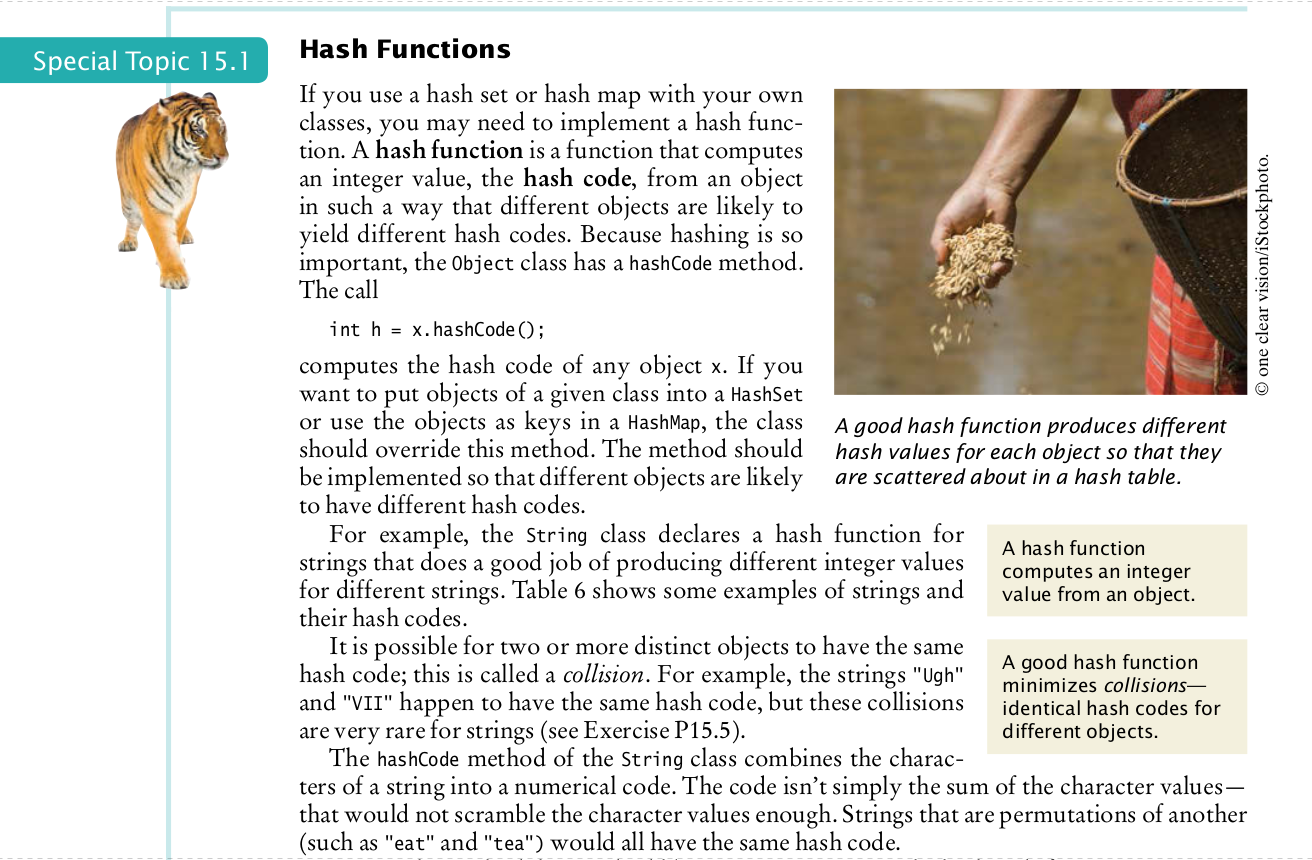 Special Topic 15.1
Hash Functions
If you use a hash set or hash map with your own
classes, you may need to implement a hash func-
tion. A hash function is a function that computes
an integer value, the hash code, from an object
in such a way that different objects are likely to
yield different hash codes. Because hashing is so
important, the Object class has a hashCode method.
The call
int h = x.hashCode();
computes the hash code of any object x. If you
want to put objects of a given class into a HashSet
or use the objects as keys in a HashMap, the class
should override this method. The method should
be implemented so that different objects are likely
to have different hash codes.
© one clear vision/iStockphoto.
A good hash function produces different
hash values for each object so that they
are scattered about in a hash table.
For example, the String class declares a hash function for
strings that does a good job of producing different integer values
for different strings. Table 6 shows some examples of strings and
their hash codes.
It is possible for two or more distinct objects to have the same
hash code; this is called a collision. For example, the strings "Ugh"
and "VII" happen to have the same hash code, but these collisions
are very rare for strings (see Exercise P15.5).
A hash function
computes an integer
value from an object.
A good hash function
minimizes collisions—
identical hash codes for
different objects.
The hashCode method of the String class combines the charac-
ters of a string into a numerical code. The code isn't simply the sum of the character values—
that would not scramble the character values enough. Strings that are permutations of another
(such as "eat" and "tea") would all have the same hash code.